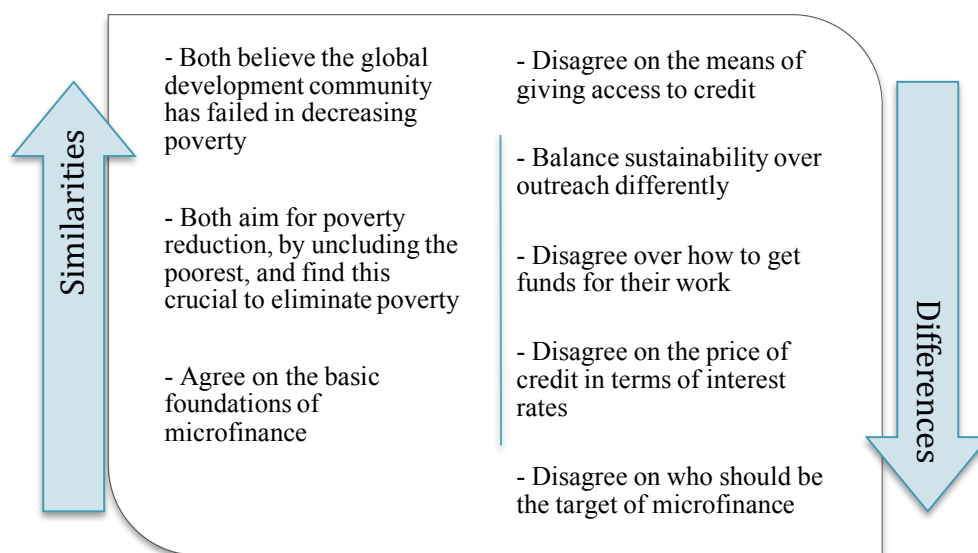 Similarities
- Both believe the global
development community
has failed in decreasing
poverty
- Both aim for poverty
reduction, by uncluding the
poorest, and find this
crucial to eliminate poverty
- Agree on the basic
foundations of
microfinance
- Disagree on the means of
giving access to credit
- Balance sustainability over
outreach differently
- Disagree over how to get
funds for their work
- Disagree on the price of
credit in terms of interest
rates
- Disagree on who should be
the target of microfinance
Differences